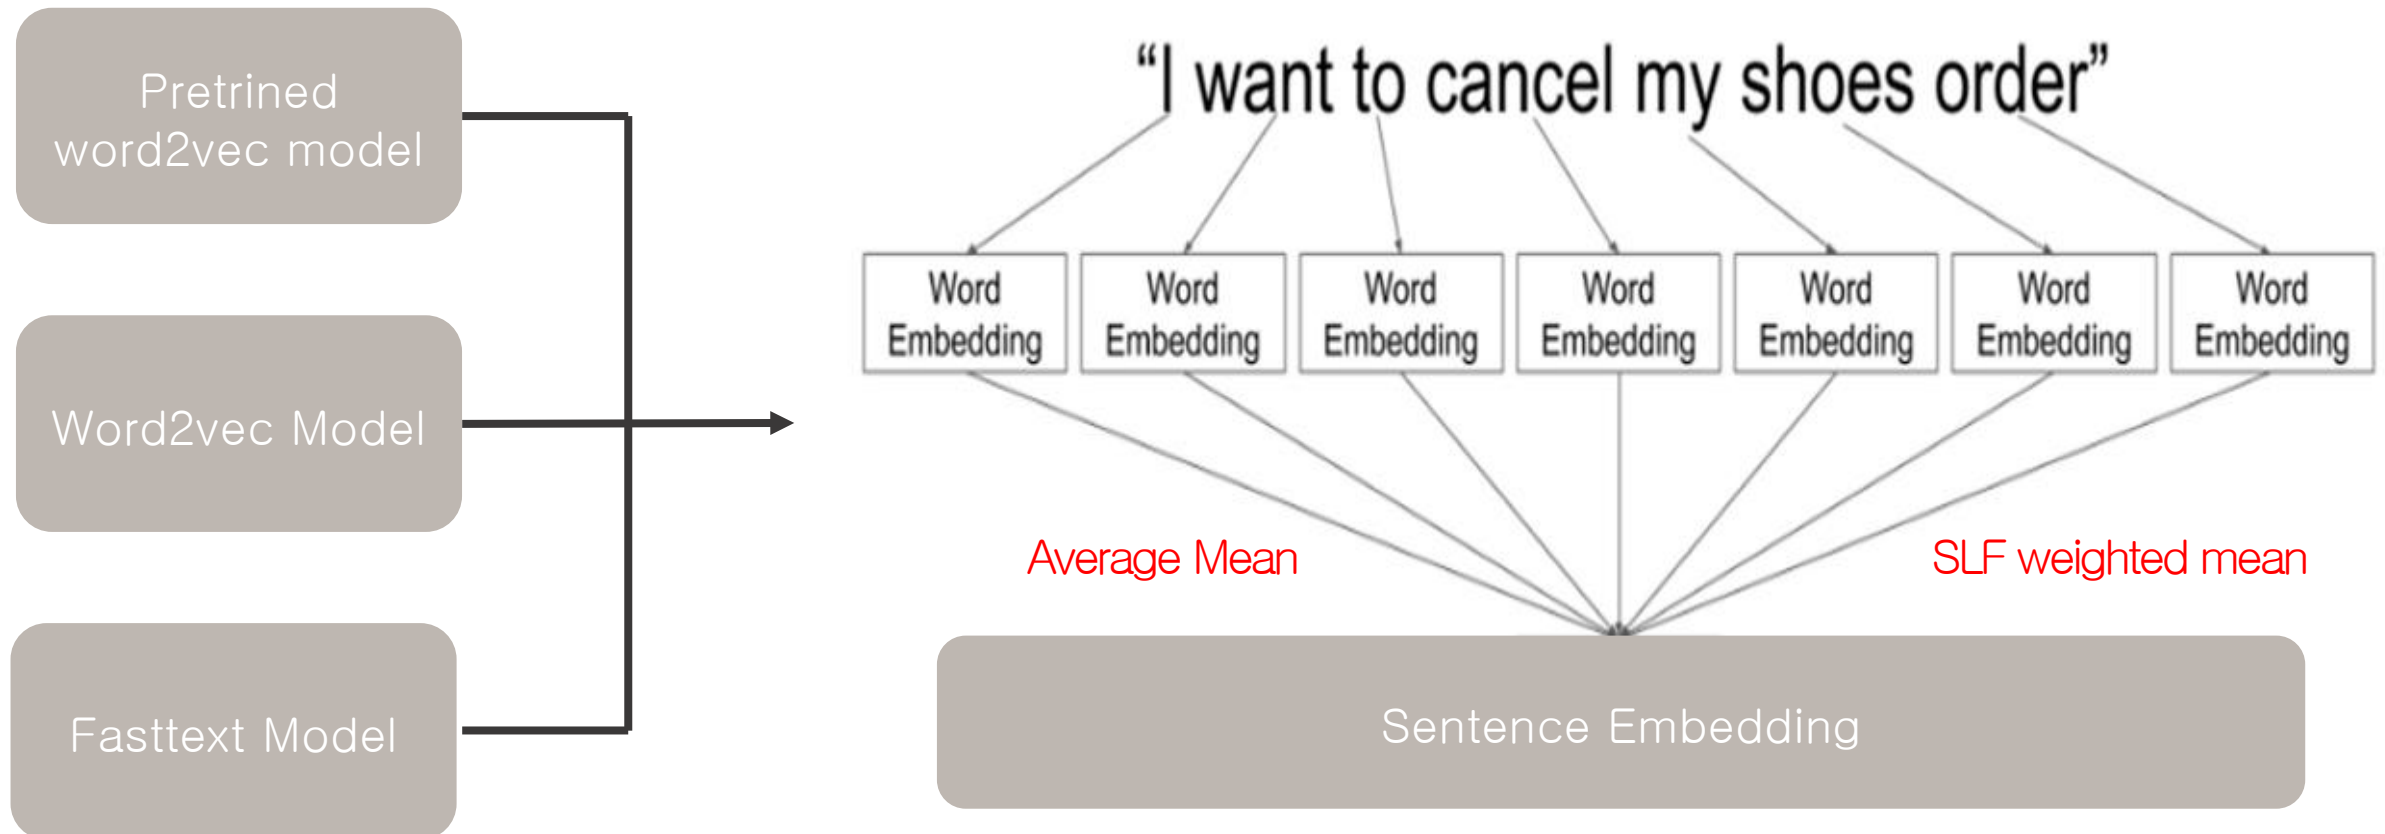 Pretrined
word2vec model
Word2vec Model
Fasttext Model
“I want to cancel my shoes order”
Word
Embedding
Word
Embedding
Word
Embedding
Word
Embedding
Word
Embedding
Word
Embedding
Word
Embedding
Average Mean
SLF weighted mean
Sentence Embedding